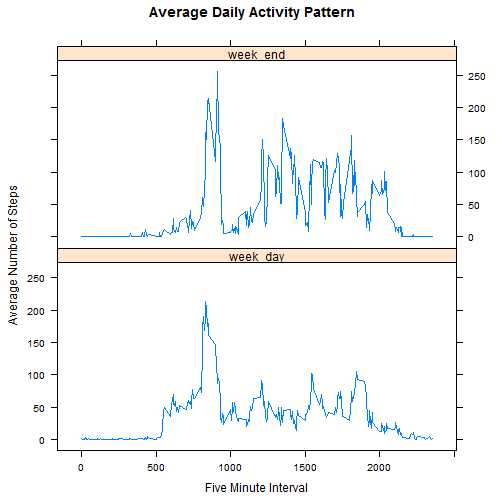 Average Daily Activity Pattern
week_end
250
200
150
100
50
0
week_day
250
200
150
100
50
0
Average Number of Steps
0 500 1000 1500 2000
Five Minute Interval